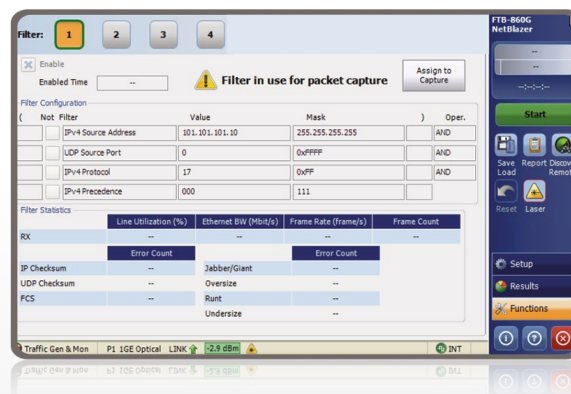 FTB-860G
NetBlazer
Filter: 1 2 3 4
Enable
Enabled Time --
Filter in use for packet capture
Assign to
Capture
Filter Configuration
( Not Filter Value Mask ) Oper.
IPv4 Source Address 101.101.101.10 255.255.255.255 AND
UDP Source Port 0 0xFFFF AND
IPv4 Protocol 17 0xFF AND
IPv4 Precedence 000 111
Filter Statistics
Line Utilization (%) Ethernet BW (Mbit/s) Frame Rate (frame/s) Frame Count
RX -- -- -- --
Error Count Error Count
IP Checksum -- Jabber/Giant --
UDP Checksum -- Oversize --
FCS -- Runt --
Undersize --
Traffic Gen & Mon P1 1GE Optical LINK -2.9 dBm INT
--
--
--:--:--
Start
Save
Load
Report
Discov
Remot
Reset
Laser
Setup
Results
Functions